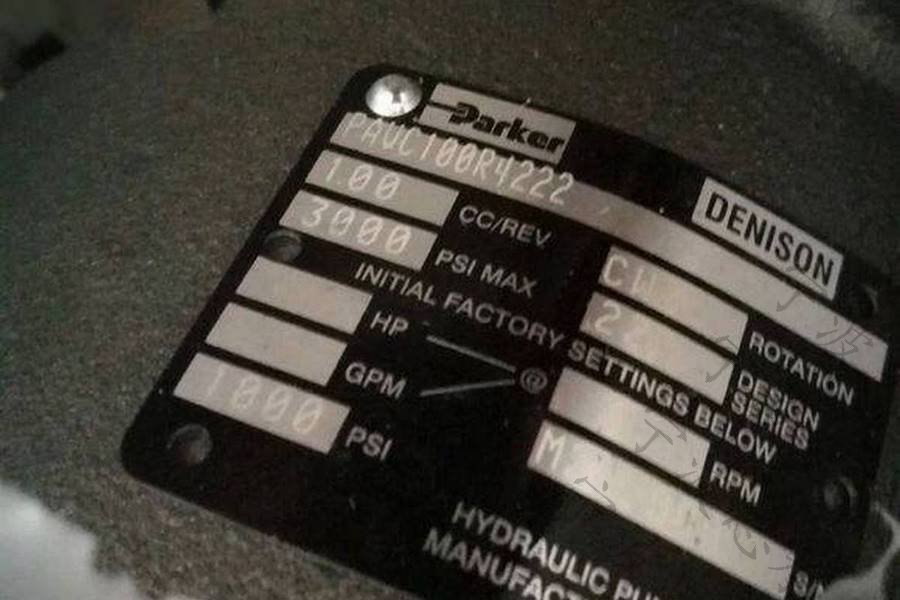 Parker
DENISON
PAVC100R4222
100 CC/REV
CW ROTATION
3000 PSI MAX
22 DESIGN SERIES
INITIAL FACTORY SETTINGS BELOW
HP
@
RPM
GPM
1000 PSI
HYDRAULIC